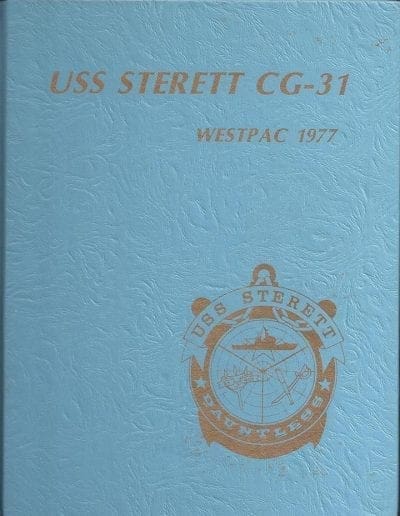 USS STERETT CG-31
WESTPAC 1977
USS STERETT
DAUNTLESS